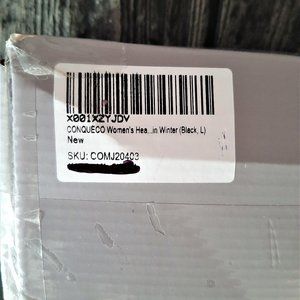 X001XZYJDV
CONQUECO Women's Hea...in Winter (Black, L)
New
SKU: COMJ20403